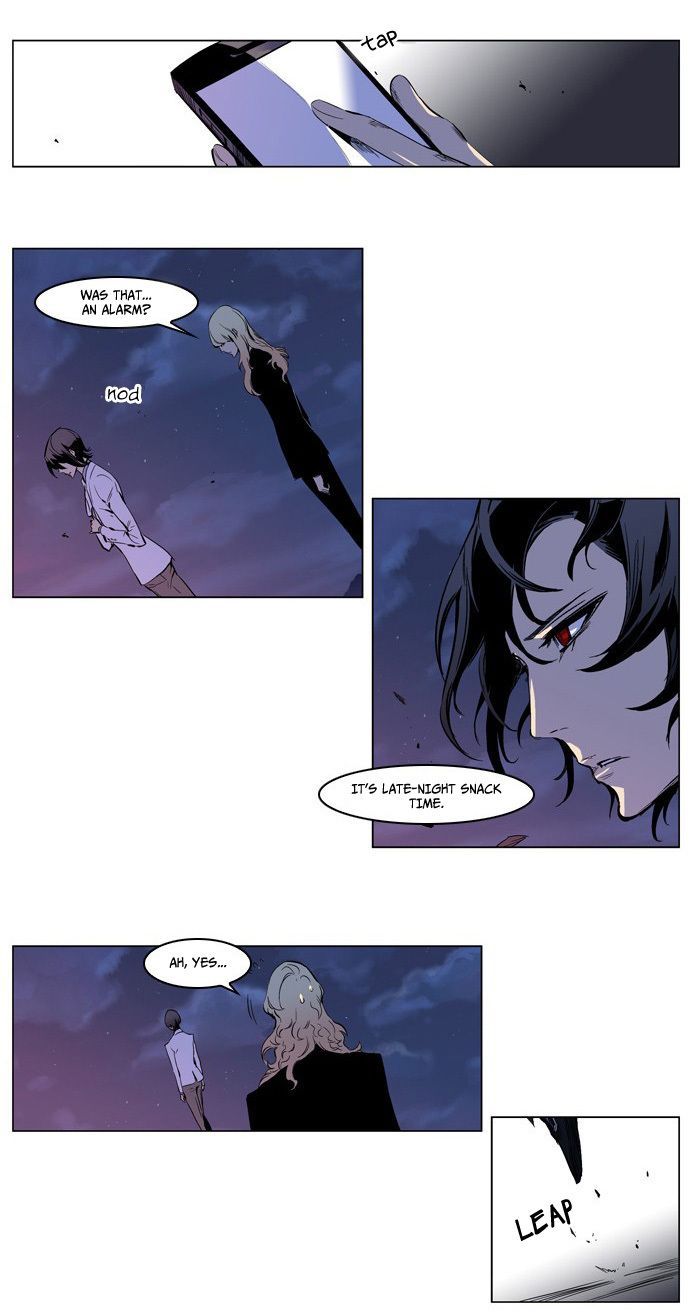 tap
WAS THAT...
AN ALARM?
nod
IT'S LATE-NIGHT SNACK
TIME.
AH, YES...
LEAP